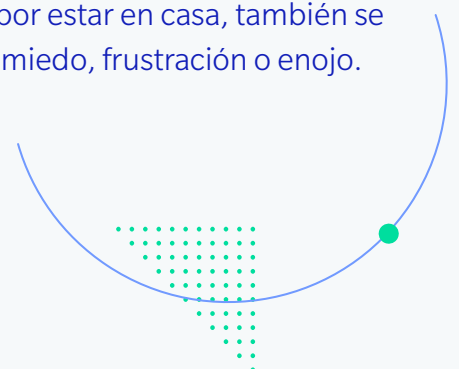 por estar en casa, también se
miedo, frustración o enojo.